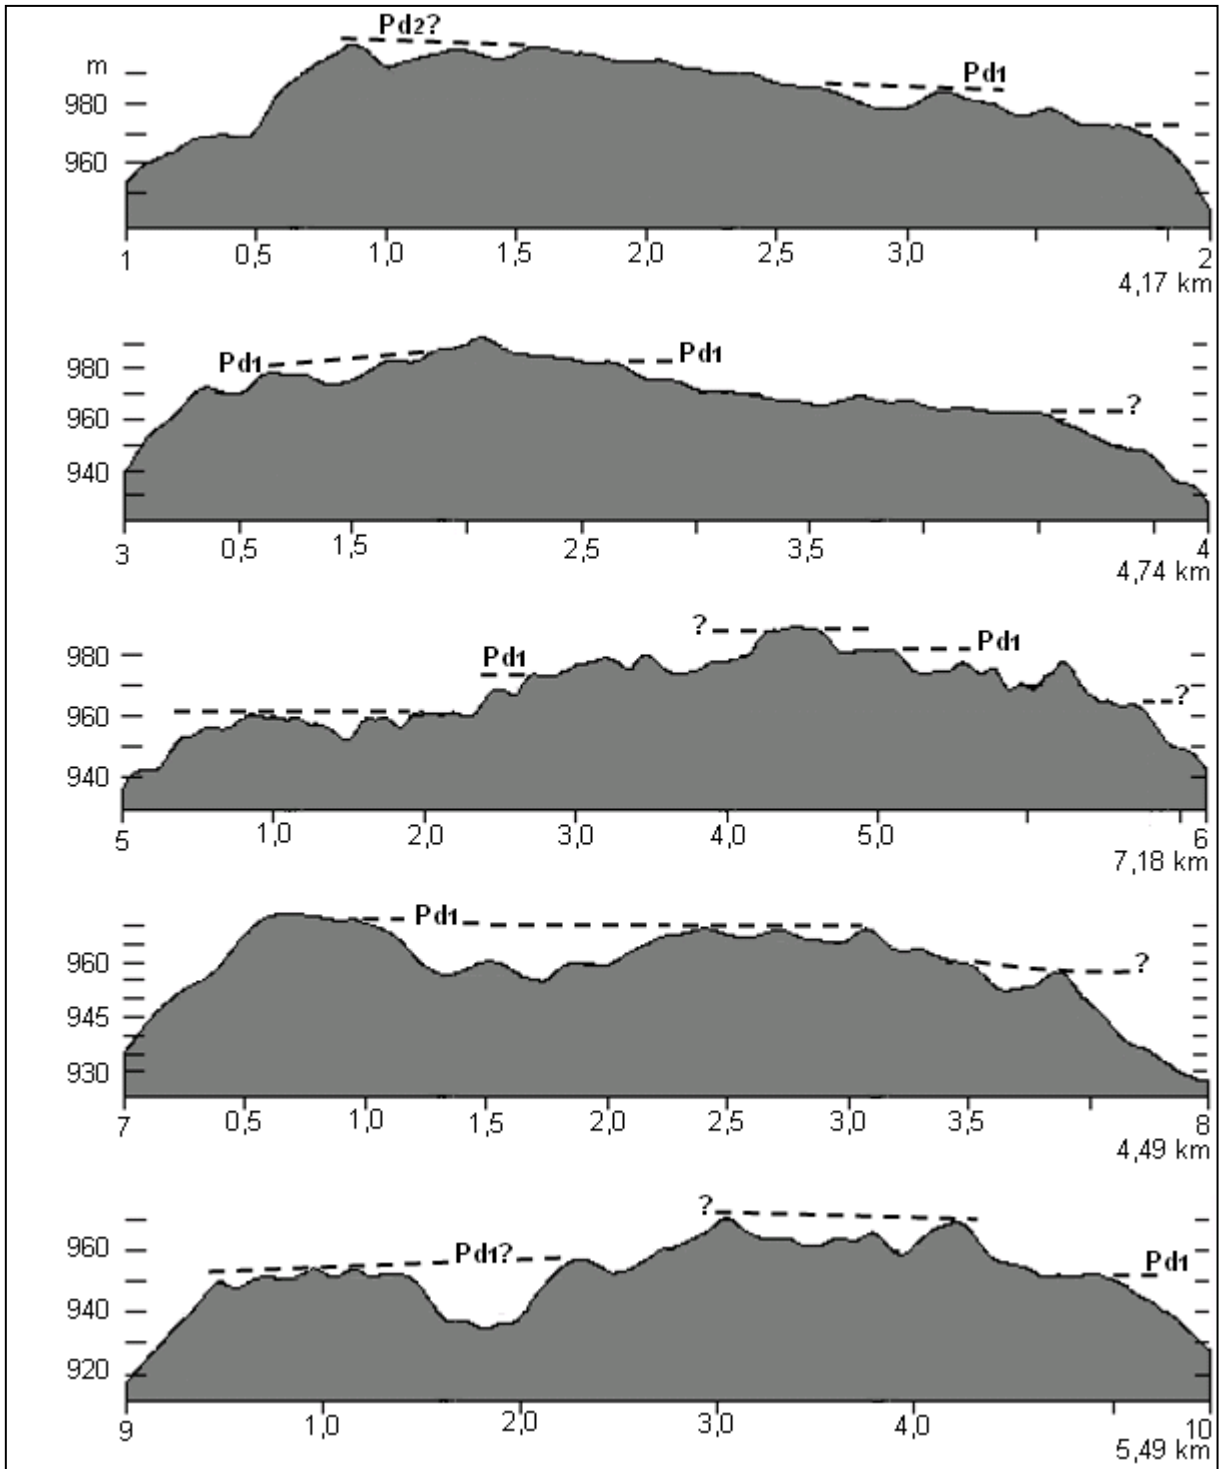 Pd2?
m
Pd1
980
960
1 0,5 1,0 1,5 2,0 2,5 3,0 2
4,17 km
980 Pd1 Pd1
960 ?
940
3 0,5 1,5 2,5 3,5 4
4,74 km
?
980 Pd1 Pd1
960 ?
940
5 1,0 2,0 3,0 4,0 5,0 6
7,18 km
Pd1
960 ?
945
930
7 0,5 1,0 1,5 2,0 2,5 3,0 3,5 8
4,49 km
?
960 Pd1? Pd1
940
920
9 1,0 2,0 3,0 4,0 10
5,49 km